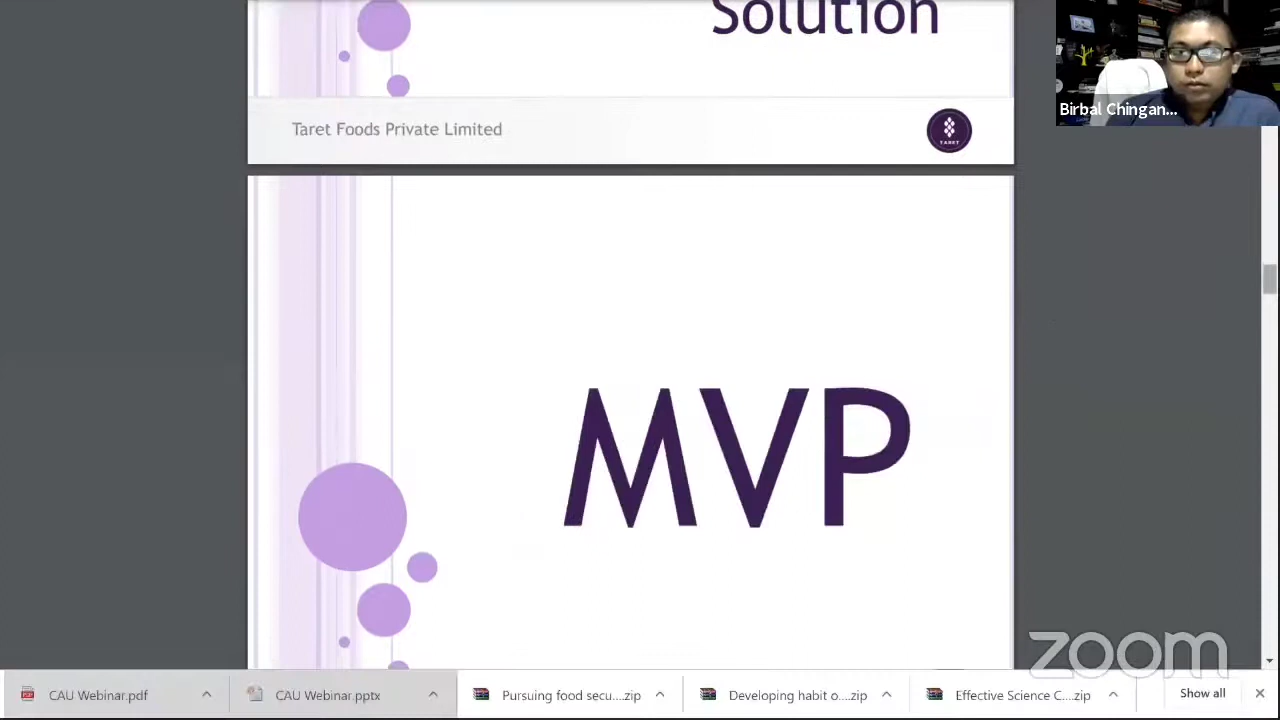 Solution
Birbal Chingan...
Taret Foods Private Limited
TARET
MVP
zoom
CAU Webinar.pdf
CAU Webinar.pptx
Pursuing food secu....zip
Developing habit o....zip
Effective Science C....zip
Show all